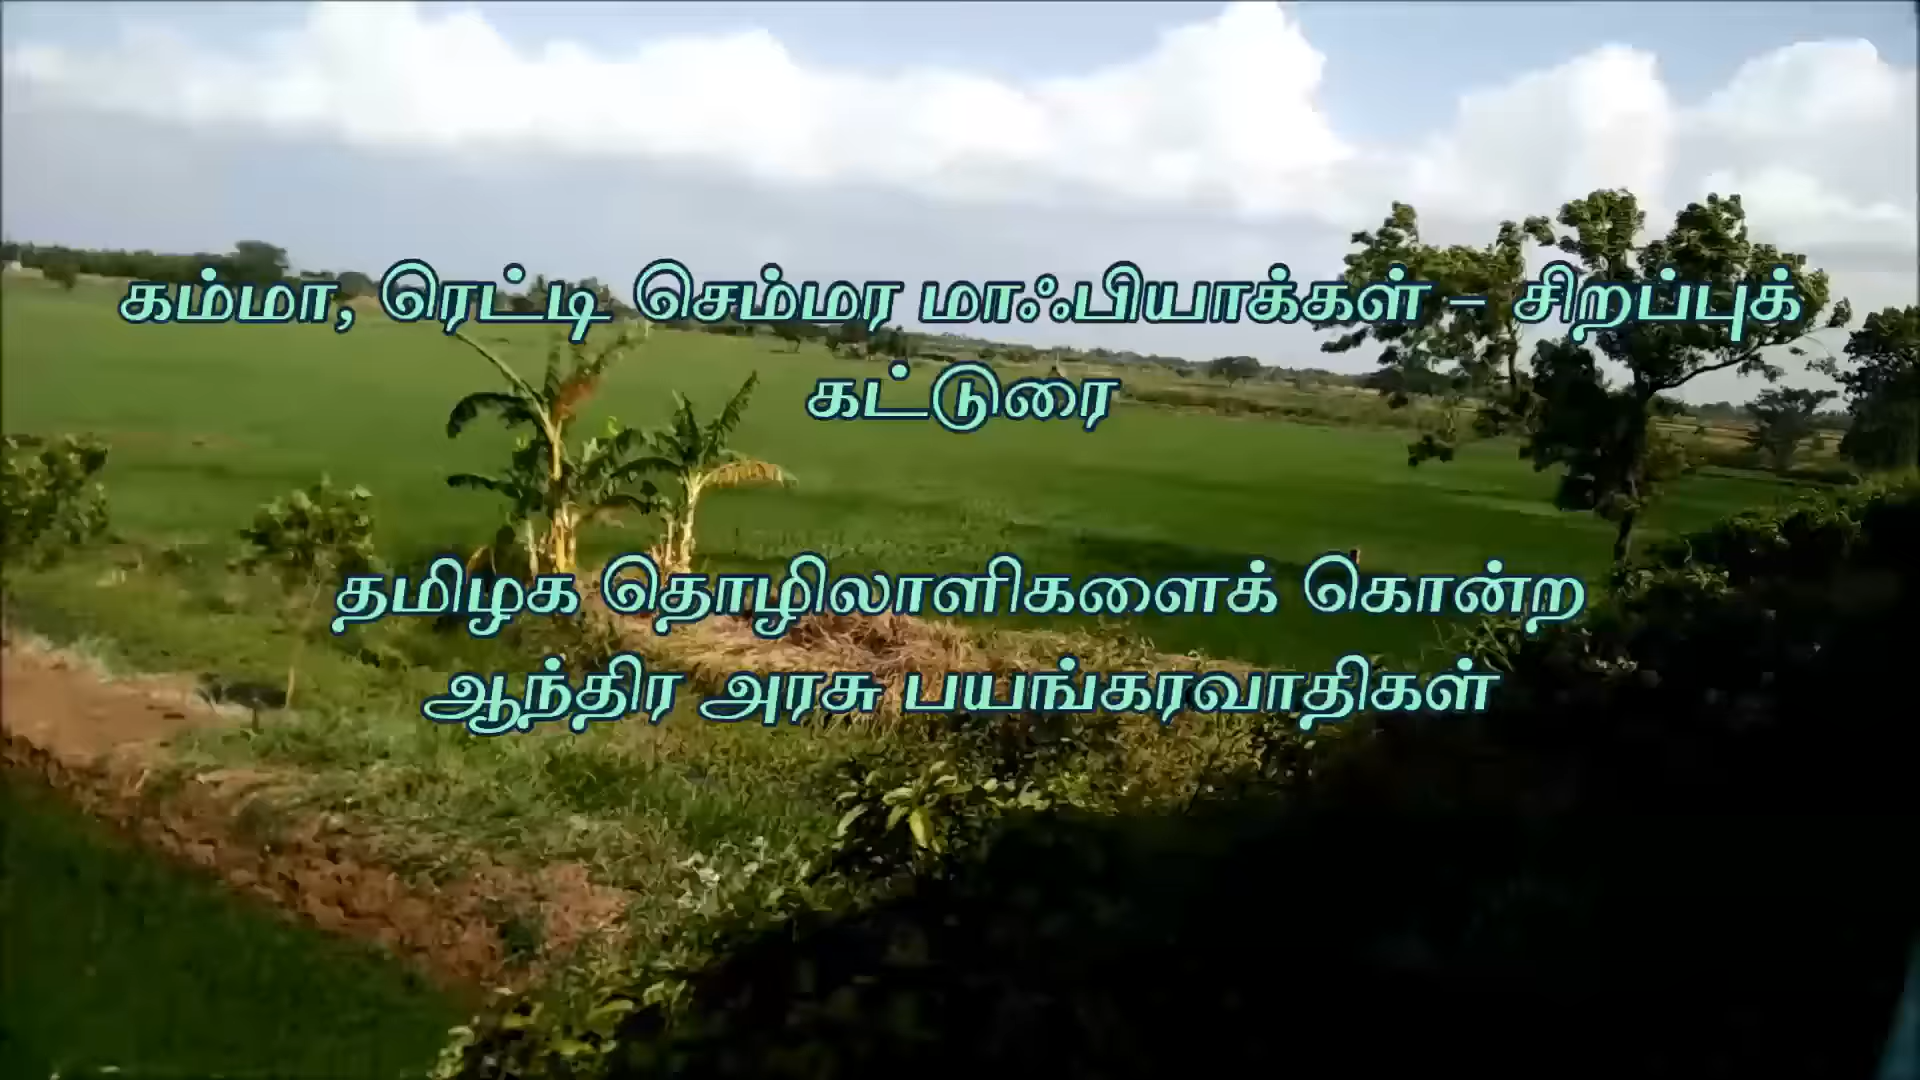 கம்மா, ரெட்டி செம்மர மாஃபியாக்கள் – சிறப்புக்
கட்டுரை
தமிழக தொழிலாளிகளைக் கொன்ற
ஆந்திர அரசு பயங்கரவாதிகள்